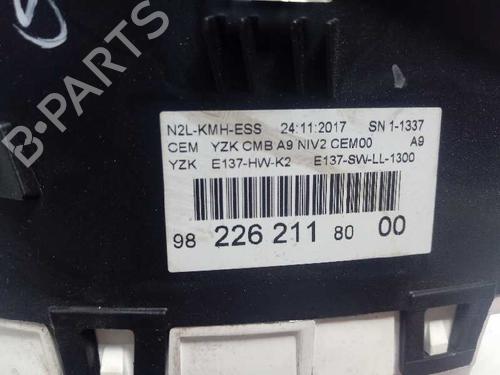 N2L-KMH-ESS 24:11:2017 SN 1-1337
CEM YZK CMB A9 NIV2 CEM00 A9
YZK E137-HW-K2 E137-SW-LL-1300
98 226 211 80 00